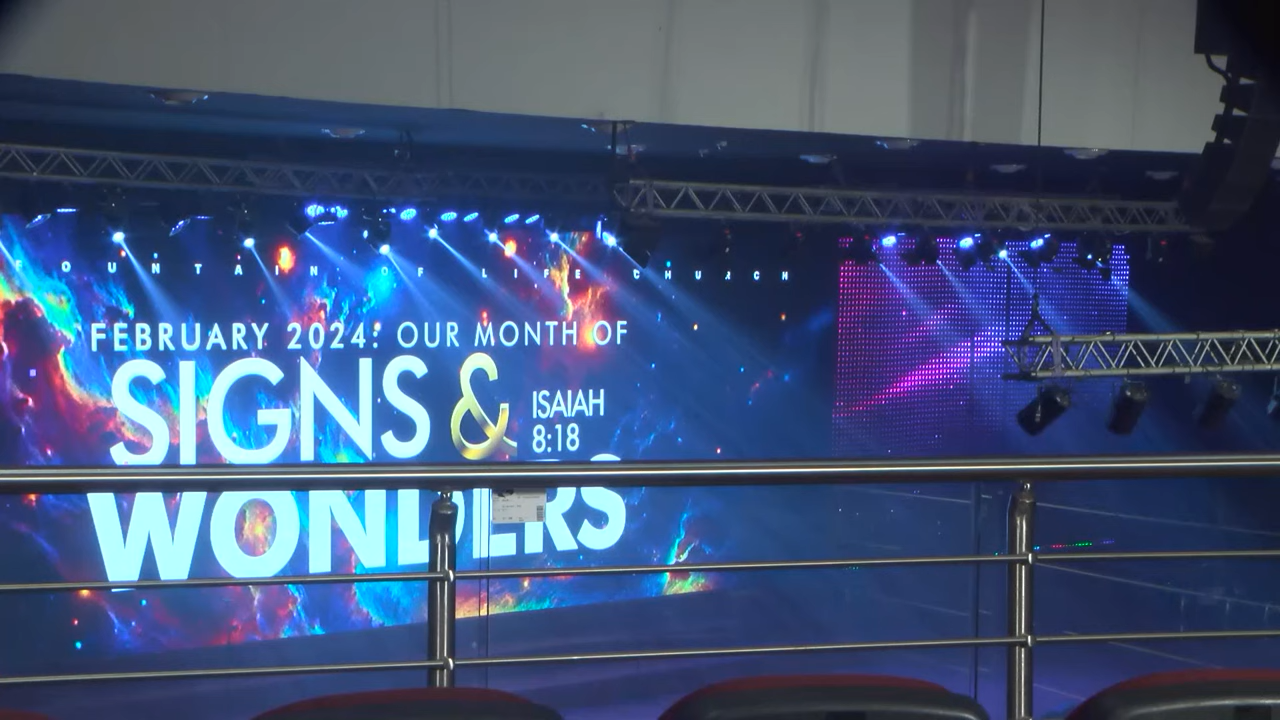 FOUNTAIN OF LIFE CHURCH
FEBRUARY 2024: OUR MONTH OF
SIGNS &
ISAIAH
8:18
WONDERS